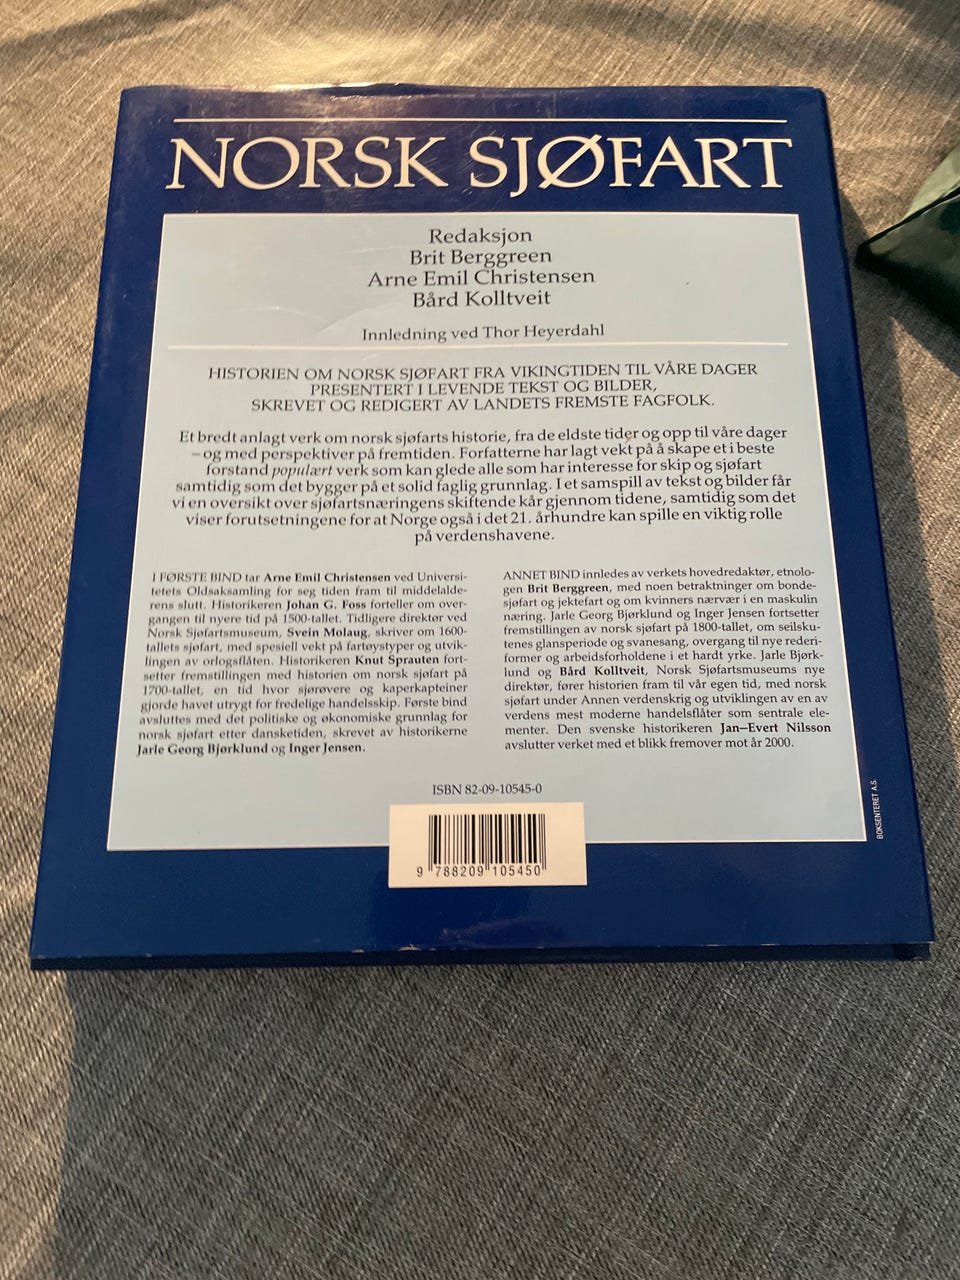 NORSK SJØFART
Redaksjon
Brit Berggreen
Arne Emil Christensen
Bård Kolltveit
Innledning ved Thor Heyerdahl
HISTORIEN OM NORSK SJØFART FRA VIKINGTIDEN TIL VÅRE DAGER
PRESENTERT I LEVENDE TEKST OG BILDER,
SKREVET OG REDIGERT AV LANDETS FREMSTE FAGFOLK.
Et bredt anlagt verk om norsk sjøfarts historie, fra de eldste tider og opp til våre dager
– og med perspektiver på fremtiden. Forfatterne har lagt vekt på å skape et i beste
forstand populært verk som kan glede alle som har interesse for skip og sjøfart
samtidig som det bygger på et solid faglig grunnlag. I et samspill av tekst og bilder får
vi en oversikt over sjøfartsnæringens skiftende kår gjennom tidene, samtidig som det
viser forutsetningene for at Norge også i det 21. århundre kan spille en viktig rolle
på verdenshavene.
I FØRSTE BIND tar Arne Emil Christensen ved Universi-
tetets Oldsaksamling for seg tiden fram til middelalde-
rens slutt. Historikeren Johan G. Foss forteller om over-
gangen til nyere tid på 1500-tallet. Tidligere direktør ved
Norsk Sjøfartsmuseum, Svein Molaug, skriver om 1600-
tallets sjøfart, med spesiell vekt på fartøystyper og utvik-
lingen av orlogsflåten. Historikeren Knut Sprauten fort-
setter fremstillingen med historien om norsk sjøfart på
1700-tallet, en tid hvor sjørøvere og kaperkapteiner
gjorde havet utrygt for fredelige handelsskip. Første bind
avsluttes med det politiske og økonomiske grunnlag for
norsk sjøfart etter dansketiden, skrevet av historikerne
Jarle Georg Bjørklund og Inger Jensen.
ANNET BIND innledes av verkets hovedredaktør, etnolo-
gen Brit Berggreen, med noen betraktninger om bonde-
sjøfart og jektefart og om kvinners nærvær i en maskulin
næring. Jarle Georg Bjørklund og Inger Jensen fortsetter
fremstillingen av norsk sjøfart på 1800-tallet, om seilsku-
tenes glansperiode og svanesang, overgang til nye rederi-
former og arbeidsforholdene i et hardt yrke. Jarle Bjørk-
lund og Bård Kolltveit, Norsk Sjøfartsmuseums nye
direktør, fører historien fram til vår egen tid, med norsk
sjøfart under Annen verdenskrig og utviklingen av en av
verdens mest moderne handelsflåter som sentrale ele-
menter. Den svenske historikeren Jan–Evert Nilsson
avslutter verket med et blikk fremover mot år 2000.
ISBN 82-09-10545-0
9 788209 105450
BOKSENTERET A.S.